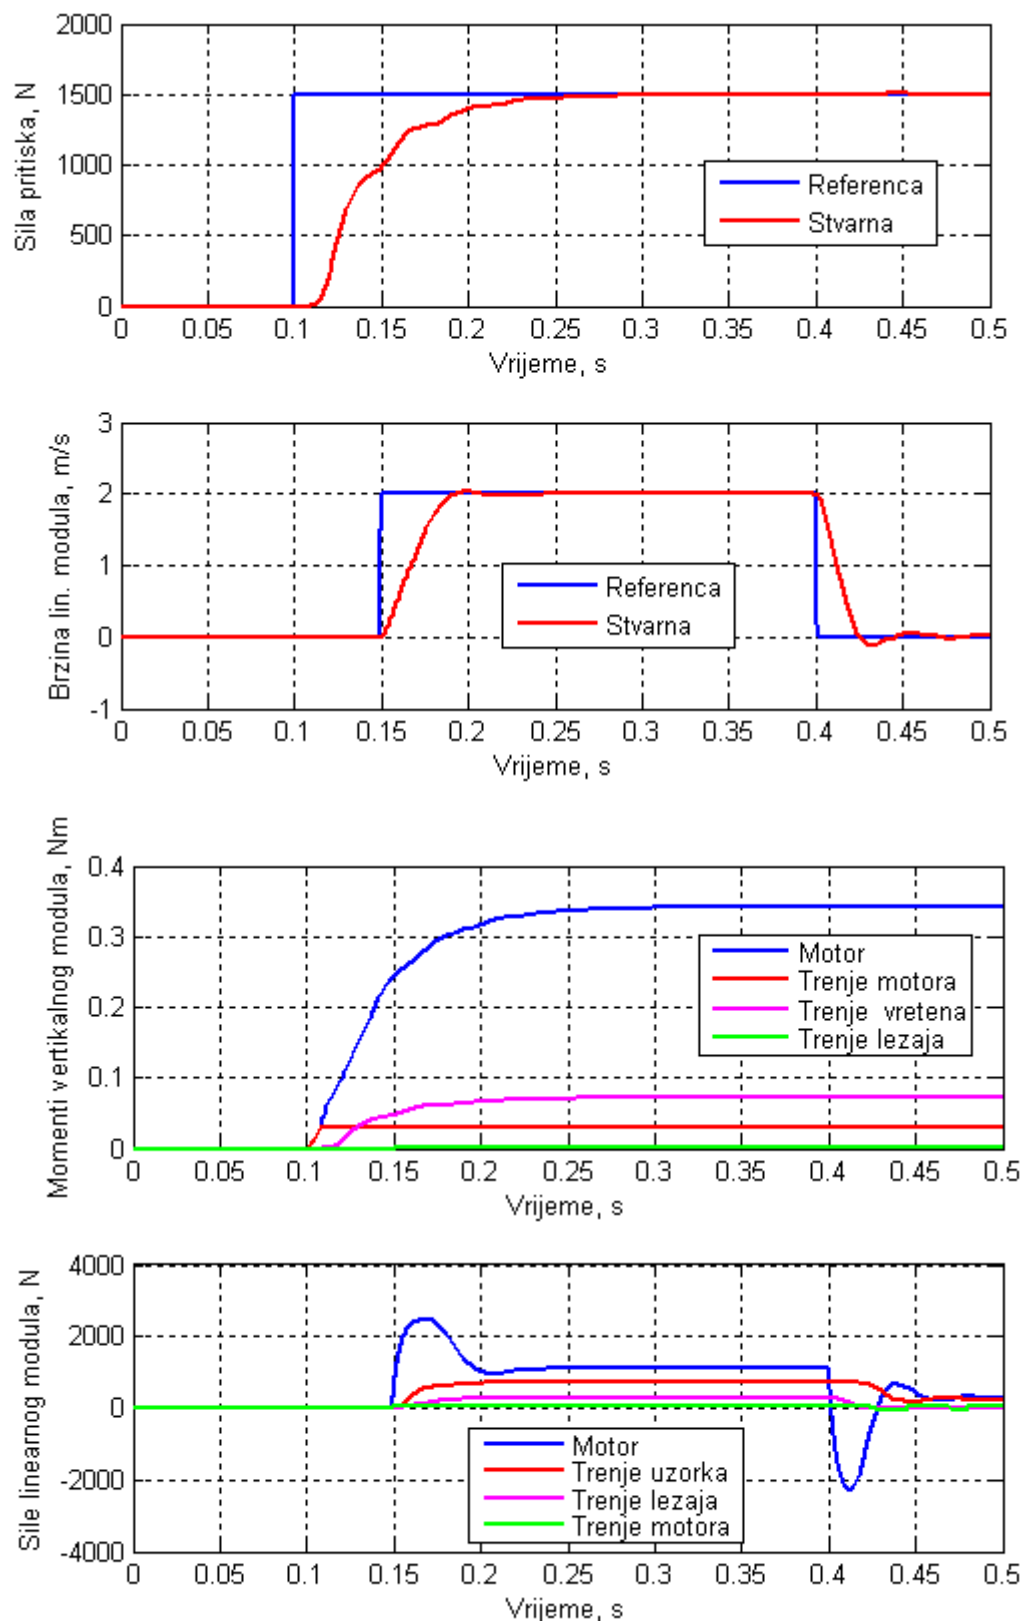 Sila pritiska, N
2000
1500
1000
500
0
Referenca
Stvarna
0 0.05 0.1 0.15 0.2 0.25 0.3 0.35 0.4 0.45 0.5
Vrijeme, s
Brzina lin. modula, m/s
3
2
1
0
-1
Referenca
Stvarna
0 0.05 0.1 0.15 0.2 0.25 0.3 0.35 0.4 0.45 0.5
Vrijeme, s
Momenti vertikalnog modula, Nm
0.4
0.3
0.2
0.1
0
Motor
Trenje motora
Trenje vretena
Trenje lezaja
0 0.05 0.1 0.15 0.2 0.25 0.3 0.35 0.4 0.45 0.5
Vrijeme, s
Sile linearnog modula, N
4000
2000
0
-2000
-4000
Motor
Trenje uzorka
Trenje lezaja
Trenje motora
0 0.05 0.1 0.15 0.2 0.25 0.3 0.35 0.4 0.45 0.5
Vrijeme, s